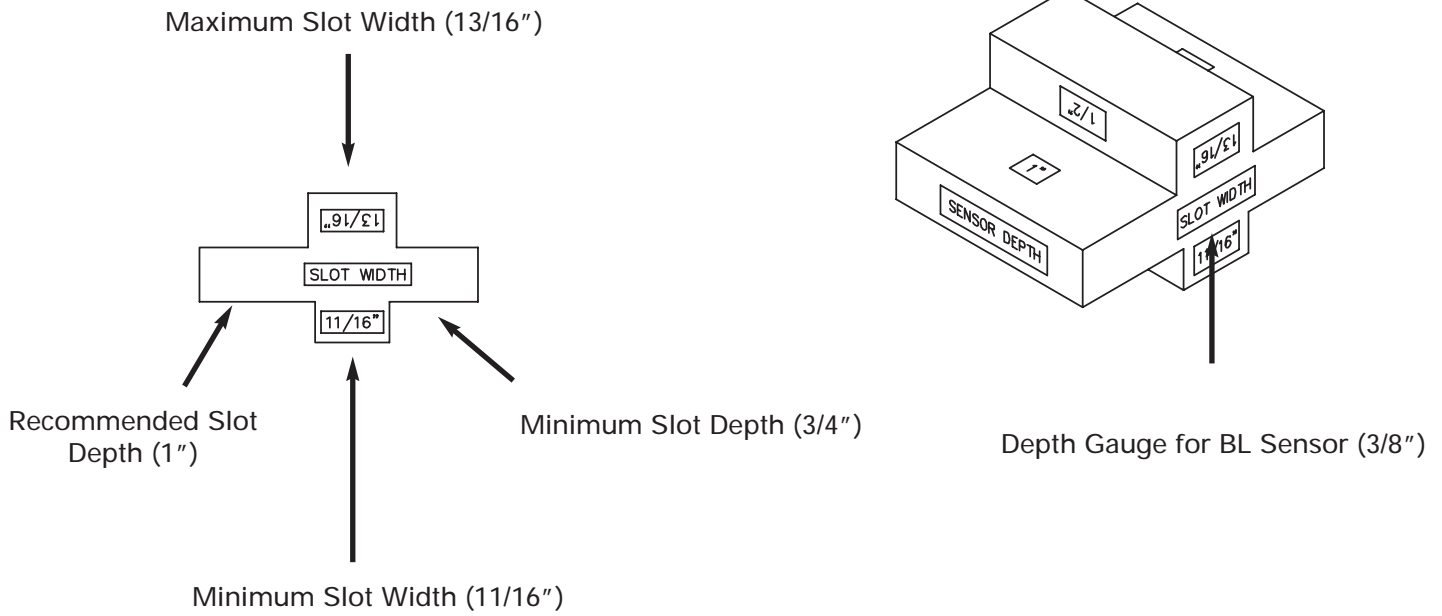 Maximum Slot Width (13/16″)
13/16"
SLOT WIDTH
11/16"
Recommended Slot
Depth (1″)
Minimum Slot Depth (3/4″)
Minimum Slot Width (11/16″)
1/2"
13/16"
1"
SLOT WIDTH
SENSOR DEPTH
11/16"
Depth Gauge for BL Sensor (3/8″)